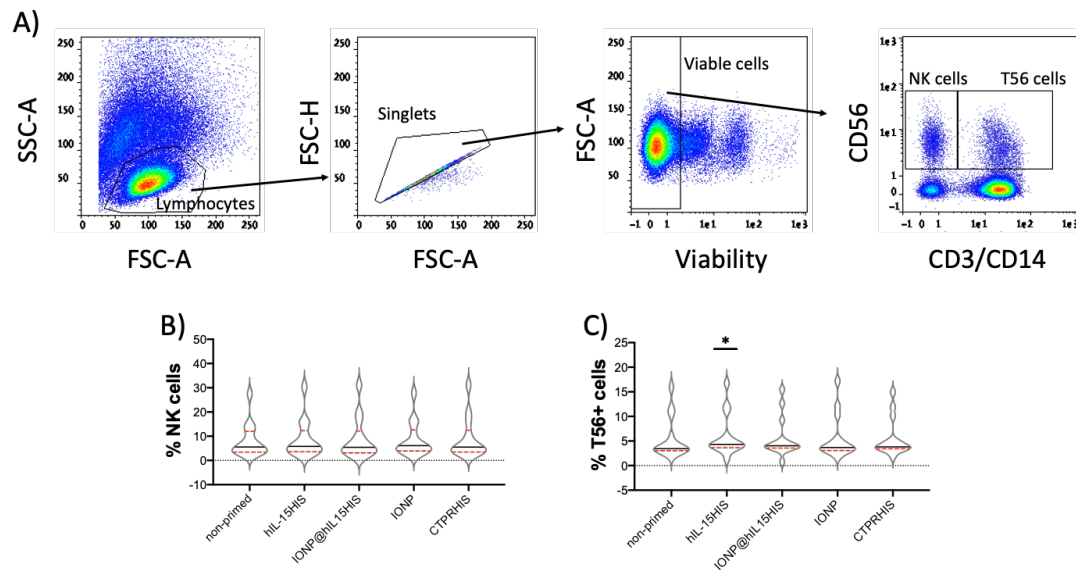 A)
SSC-A
250
200
150
100
50
Lymphocytes
50 100 150 200 250
FSC-A
FSC-H
250
200
150
100
50
Singlets
50 100 150 200 250
FSC-A
FSC-A
250
200
150
100
50
Viable cells
-1 0 1 1e1 1e2 1e3
Viability
CD56
1e3
1e2
1e1
1
0
-1
NK cells T56 cells
-1 0 1 1e1 1e2 1e3
CD3/CD14
B)
% NK cells
50
40
30
20
10
0
-10
non-primed
hIL-15HIS
IONP@hIL15HIS
IONP
CTPRHIS
C)
% T56+ cells
25
20
15
10
5
0
-5
*
non-primed
hIL-15HIS
IONP@hIL15HIS
IONP
CTPRHIS